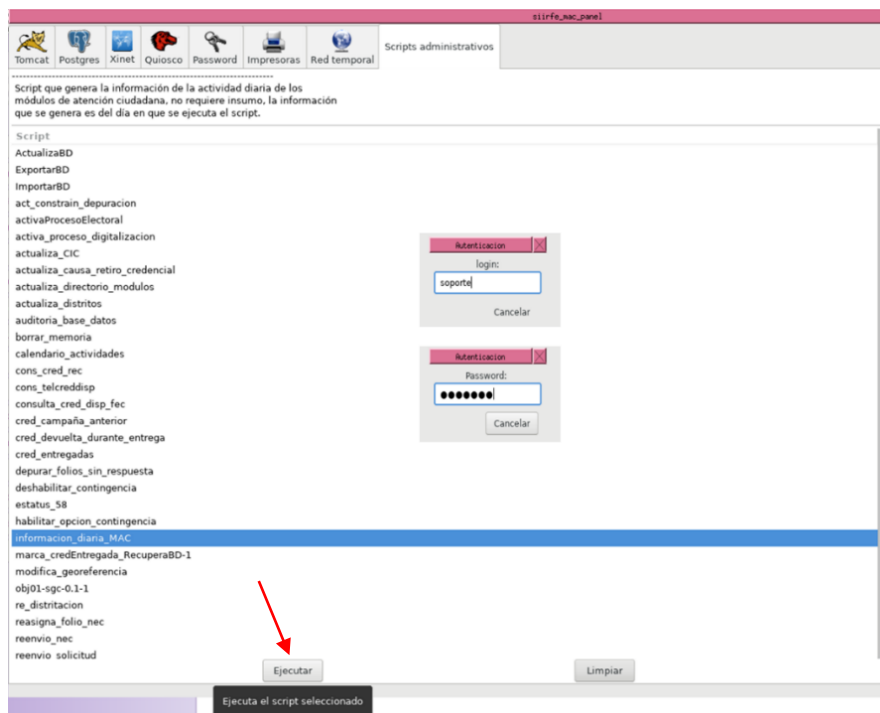 siirfe_mac_panel
Tomcat Postgres Xinet Quiosco Password Impresoras Red temporal Scripts administrativos
------------------------------------------------------------------------
Script que genera la información de la actividad diaria de los
módulos de atención ciudadana, no requiere insumo, la información
que se genera es del día en que se ejecuta el script.
Script
ActualizaBD
ExportarBD
ImportarBD
act_constrain_depuracion
activaProcesoElectoral
activa_proceso_digitalizacion
actualiza_CIC
actualiza_causa_retiro_credencial
actualiza_directorio_modulos
actualiza_distritos
auditoria_base_datos
borrar_memoria
calendario_actividades
cons_cred_rec
cons_telcreddisp
consulta_cred_disp_fec
cred_campaña_anterior
cred_devuelta_durante_entrega
cred_entregadas
depurar_folios_sin_respuesta
deshabilitar_contingencia
estatus_58
habilitar_opcion_contingencia
informacion_diaria_MAC
marca_credEntregada_RecuperaBD-1
modifica_georeferencia
obj01-sgc-0.1-1
re_distritacion
reasigna_folio_nec
reenvio_nec
reenvio_solicitud
Autenticacion
login:
soporte
Cancelar
Autenticacion
Password:
●●●●●●●
Cancelar
Ejecutar Limpiar
Ejecuta el script seleccionado